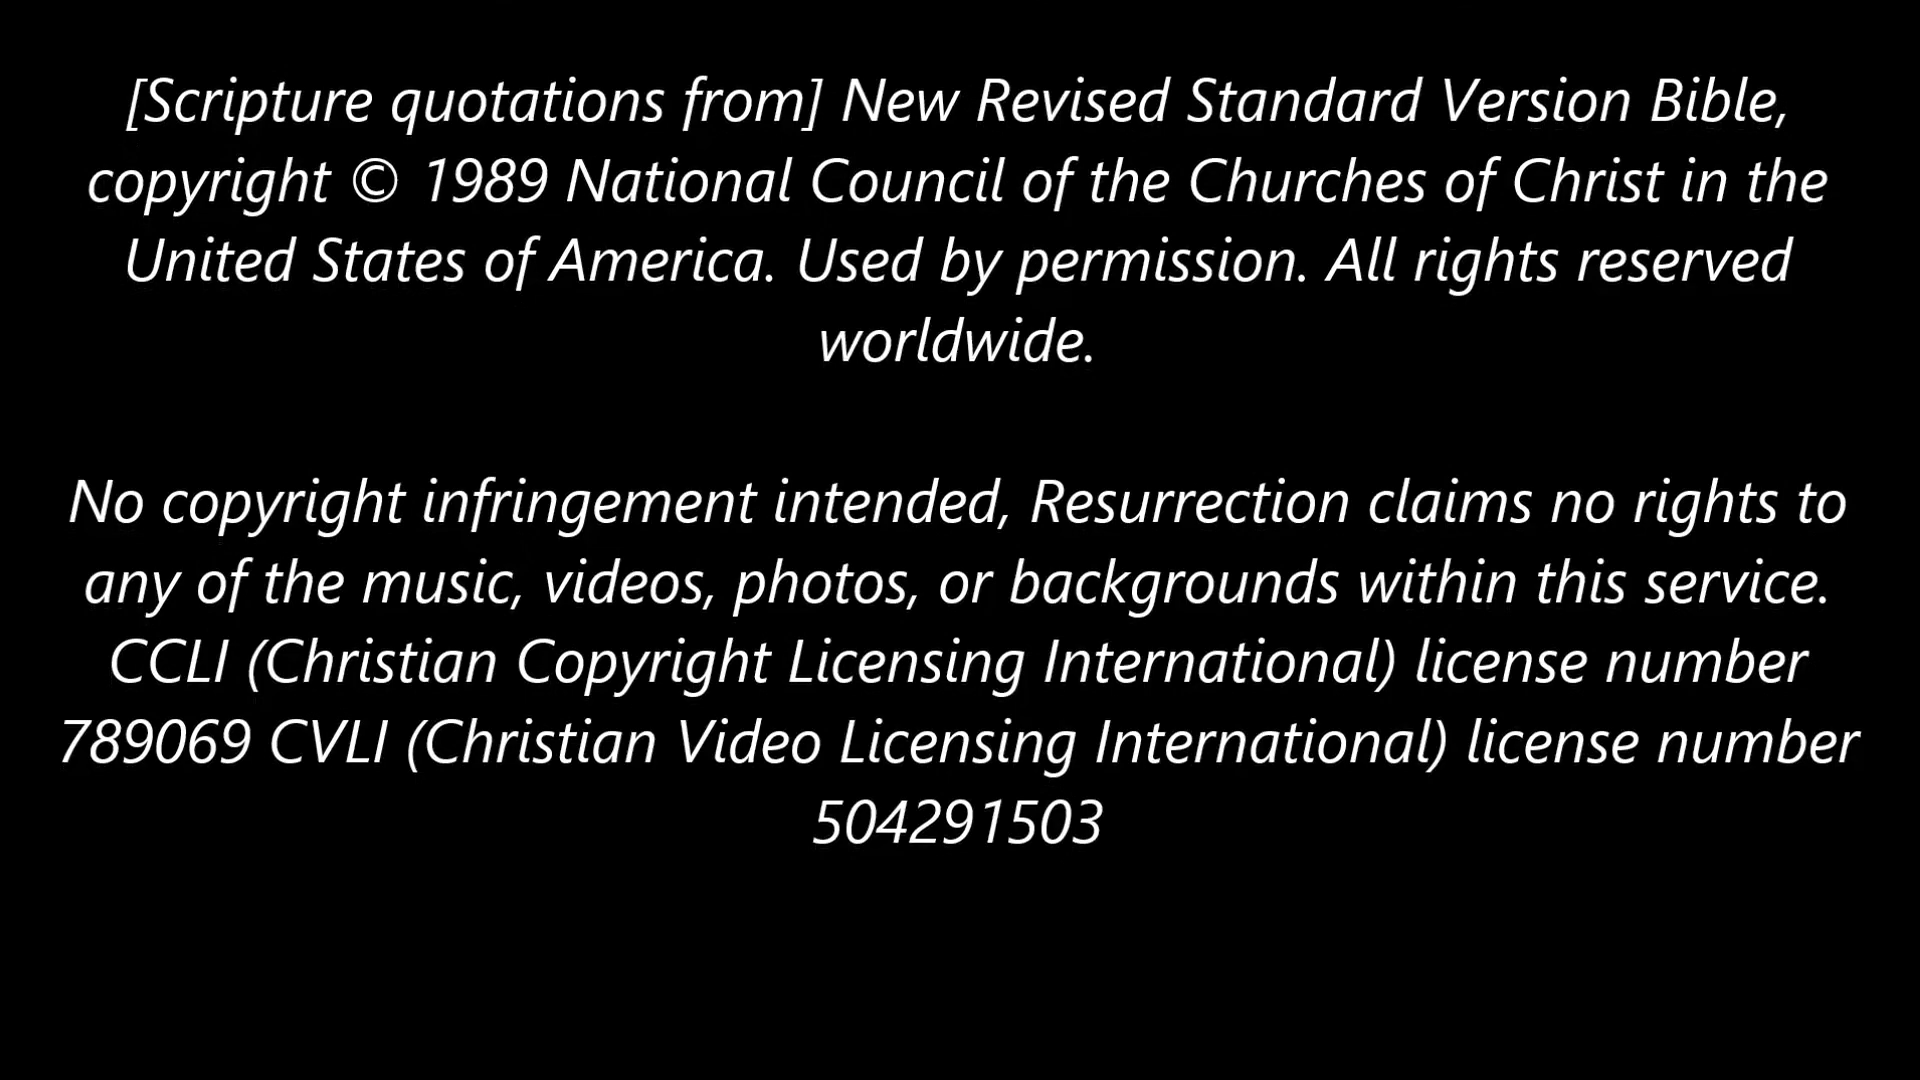 [Scripture quotations from] New Revised Standard Version Bible,
copyright © 1989 National Council of the Churches of Christ in the
United States of America. Used by permission. All rights reserved
worldwide.
No copyright infringement intended, Resurrection claims no rights to
any of the music, videos, photos, or backgrounds within this service.
CCLI (Christian Copyright Licensing International) license number
789069 CVLI (Christian Video Licensing International) license number
504291503